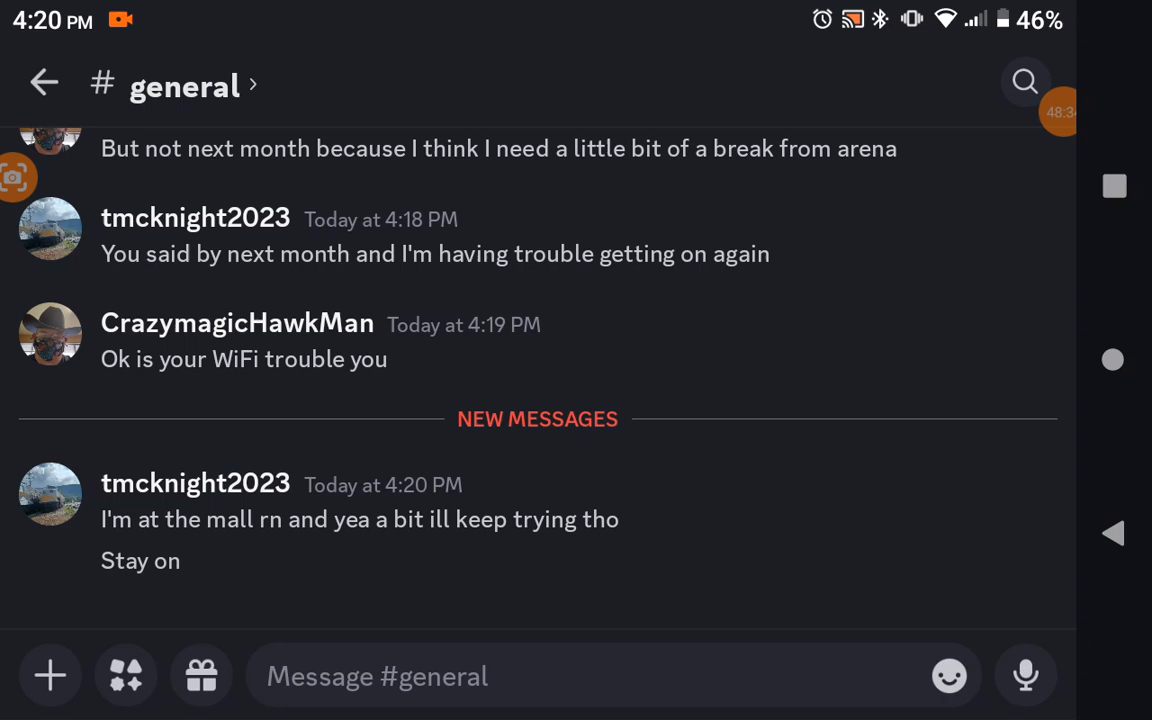 4:20 PM 46%
# general ›
48:3
But not next month because I think I need a little bit of a break from arena
tmcknight2023 Today at 4:18 PM
You said by next month and I'm having trouble getting on again
CrazymagicHawkMan Today at 4:19 PM
Ok is your WiFi trouble you
NEW MESSAGES
tmcknight2023 Today at 4:20 PM
I'm at the mall rn and yea a bit ill keep trying tho
Stay on
Message #general